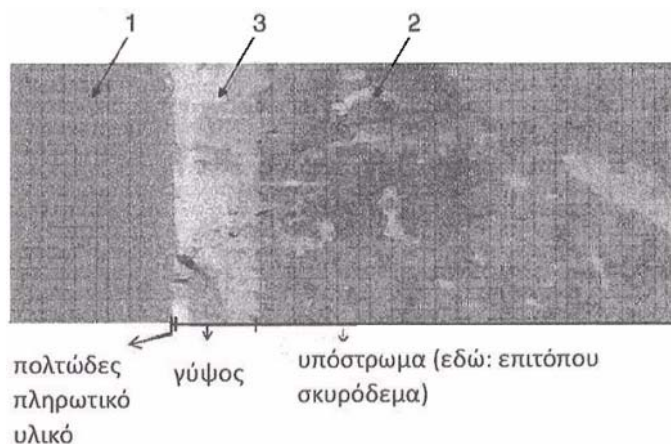 1 3 2
πολτώδες
πληρωτικό
υλικό
γύψος
υπόστρωμα (εδώ: επιτόπου
σκυρόδεμα)